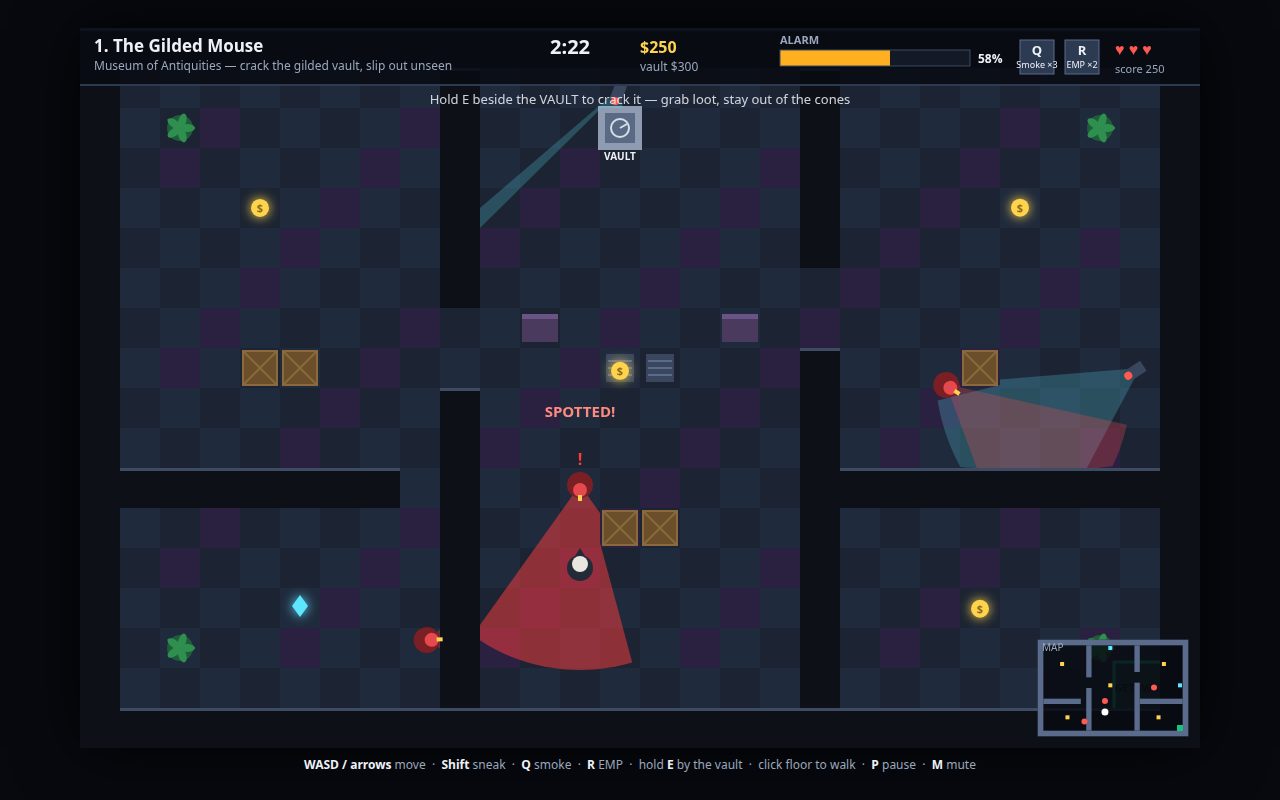 1. The Gilded Mouse
Museum of Antiquities — crack the gilded vault, slip out unseen
2:22
$250
vault $300
ALARM
58%
Q
Smoke ×3
R
EMP ×2
♥ ♥ ♥
score 250
Hold E beside the VAULT to crack it — grab loot, stay out of the cones
VAULT
$
$
$
SPOTTED!
!
$
MAP
WASD / arrows move · Shift sneak · Q smoke · R EMP · hold E by the vault · click floor to walk · P pause · M mute